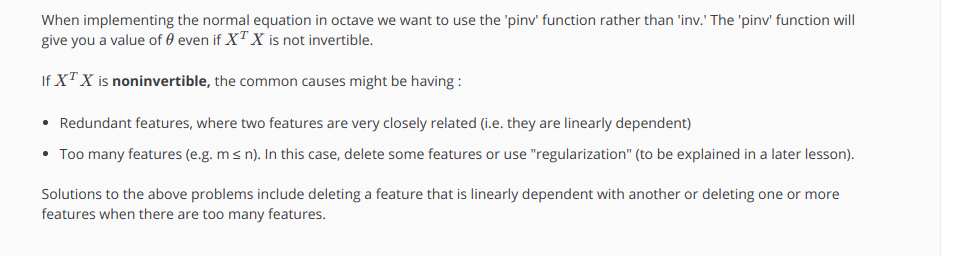 When implementing the normal equation in octave we want to use the 'pinv' function rather than 'inv.' The 'pinv' function will
give you a value of θ even if XᵀX is not invertible.
If XᵀX is noninvertible, the common causes might be having :
• Redundant features, where two features are very closely related (i.e. they are linearly dependent)
• Too many features (e.g. m ≤ n). In this case, delete some features or use "regularization" (to be explained in a later lesson).
Solutions to the above problems include deleting a feature that is linearly dependent with another or deleting one or more
features when there are too many features.